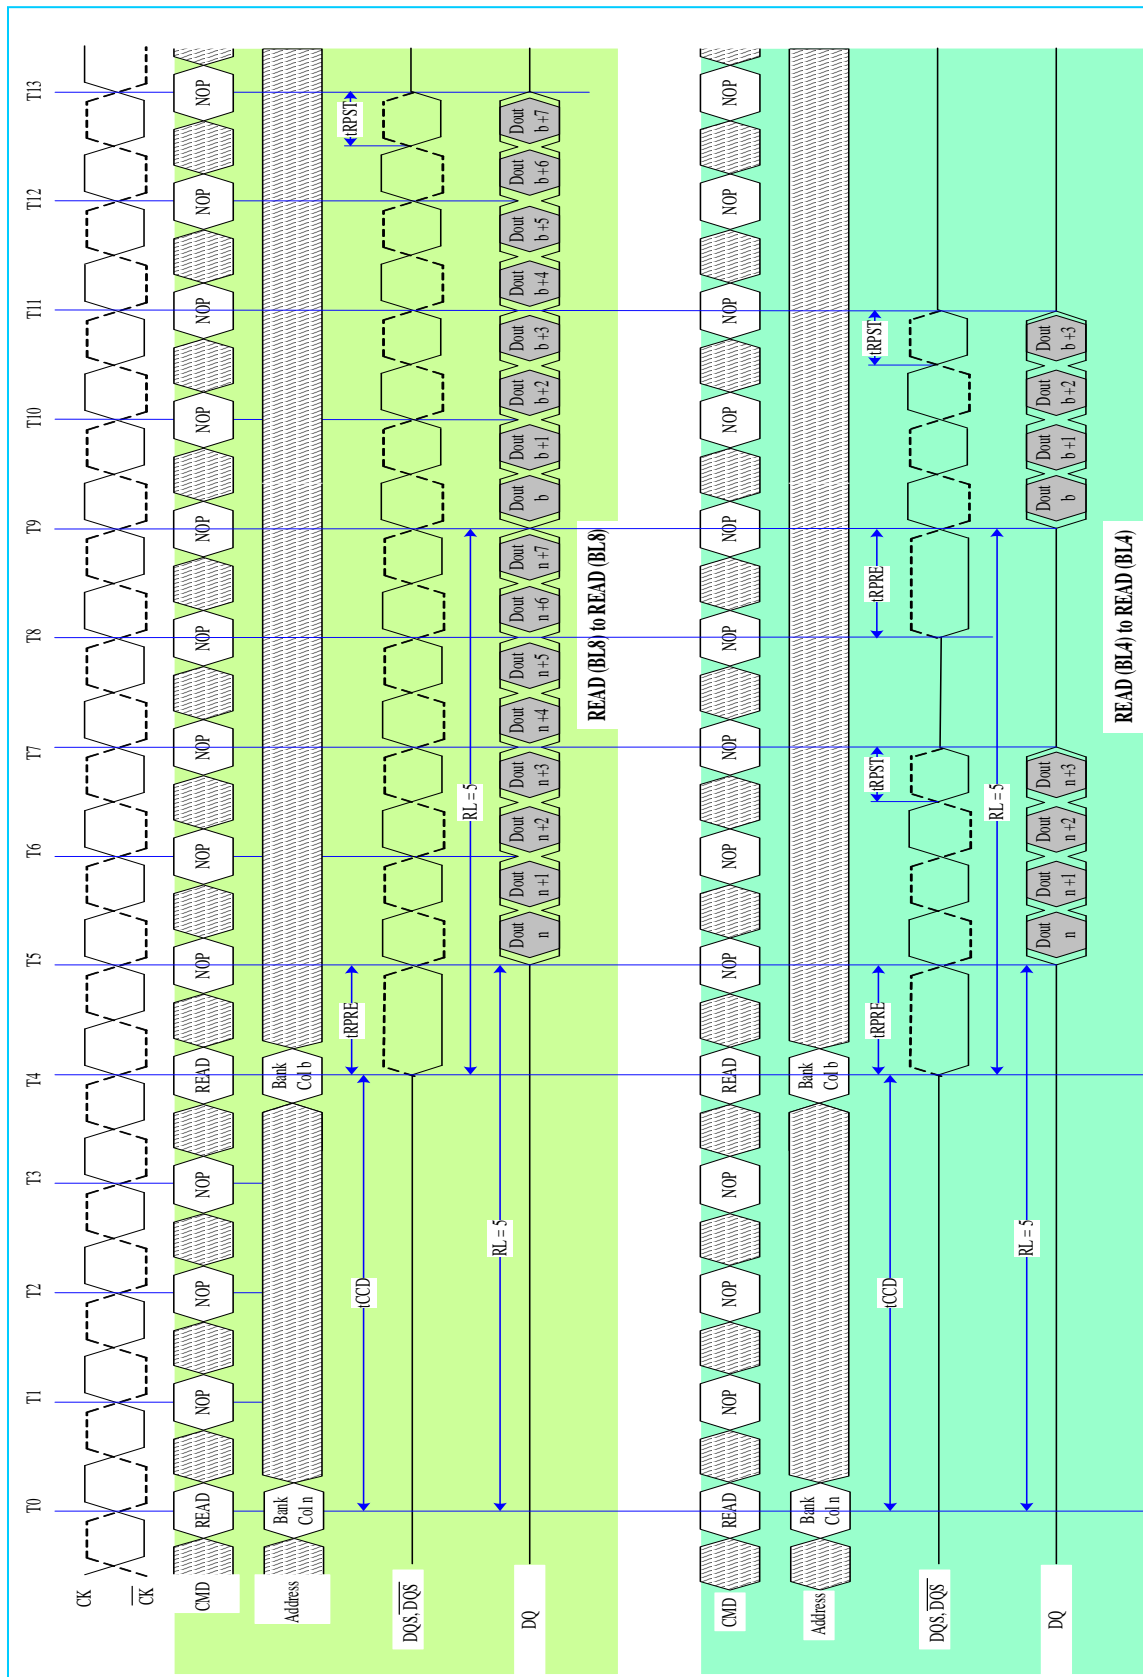 T0 T1 T2 T3 T4 T5 T6 T7 T8 T9 T10 T11 T12 T13
CK
CK
CMD READ NOP NOP NOP READ NOP NOP NOP NOP NOP NOP NOP NOP NOP
Address Bank Col n Bank Col b
tCCD tRPRE tRPST
DQS, DQS
RL = 5
RL = 5
DQ Dout n Dout n+1 Dout n+2 Dout n+3 Dout n+4 Dout n+5 Dout n+6 Dout n+7 Dout b Dout b+1 Dout b+2 Dout b+3 Dout b+4 Dout b+5 Dout b+6 Dout b+7
READ (BL8) to READ (BL8)
CMD READ NOP NOP NOP READ NOP NOP NOP NOP NOP NOP NOP NOP NOP
Address Bank Col n Bank Col b
tCCD tRPRE tRPST tRPRE tRPST
DQS, DQS
RL = 5
RL = 5
DQ Dout n Dout n+1 Dout n+2 Dout n+3 Dout b Dout b+1 Dout b+2 Dout b+3
READ (BL4) to READ (BL4)